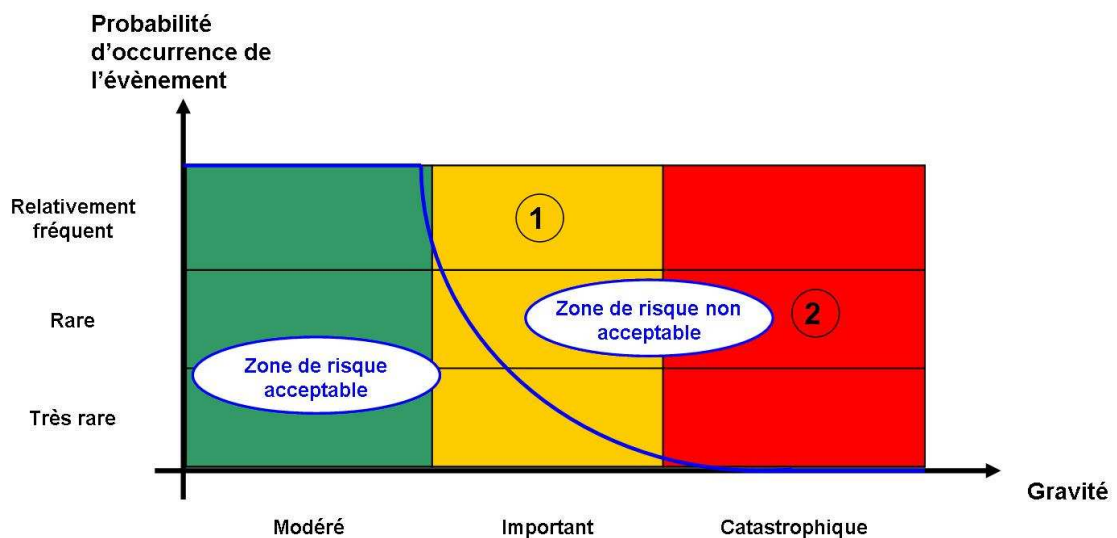 Probabilité
d'occurrence de
l'évènement
Relativement
fréquent
1
Zone de risque non
acceptable
2
Rare
Zone de risque
acceptable
Très rare
Gravité
Modéré
Important
Catastrophique